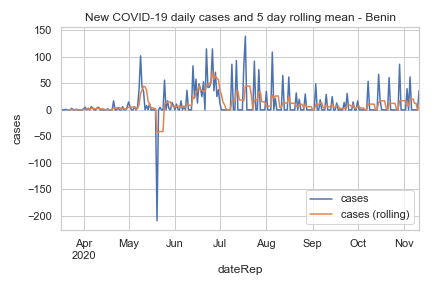 New COVID-19 daily cases and 5 day rolling mean - Benin
150
100
50
0
−50
−100
−150
−200
cases
Apr
2020
May
Jun
Jul
Aug
Sep
Oct
Nov
dateRep
cases
cases (rolling)